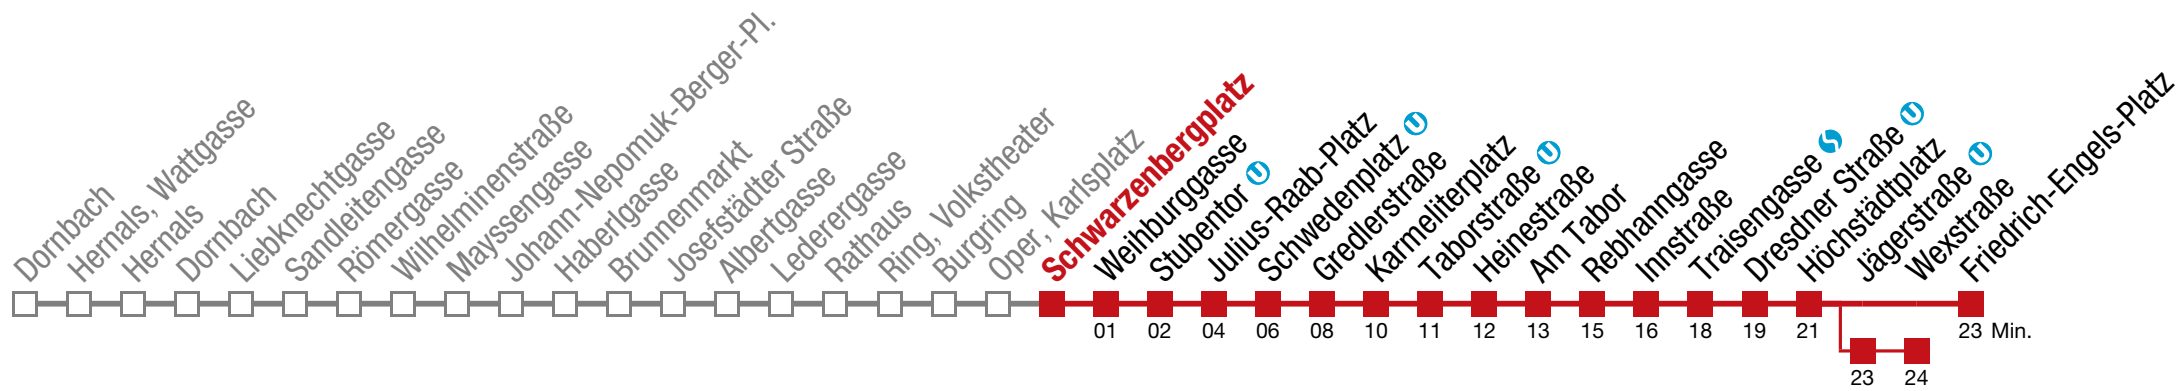 Dornbach
Hernals, Wattgasse
Hernals
Dornbach
Liebknechtgasse
Sandleitengasse
Römergasse
Wilhelminenstraße
Mayssengasse
Johann-Nepomuk-Berger-Pl.
Haberlgasse
Brunnenmarkt
Josefstädter Straße
Albertgasse
Lederergasse
Rathaus
Ring, Volkstheater
Burgring
Oper, Karlsplatz
Schwarzenbergplatz
Weihburggasse
Stubentor U
Julius-Raab-Platz
Schwedenplatz U
Gredlerstraße
Karmeliterplatz
Taborstraße U
Heinestraße
Am Tabor
Rebhanngasse
Innstraße
Traisengasse S
Dresdner Straße U
Höchstädtplatz
Jägerstraße U
Wexstraße
Friedrich-Engels-Platz
01 02 04 06 08 10 11 12 13 15 16 18 19 21 23 Min.
23 24